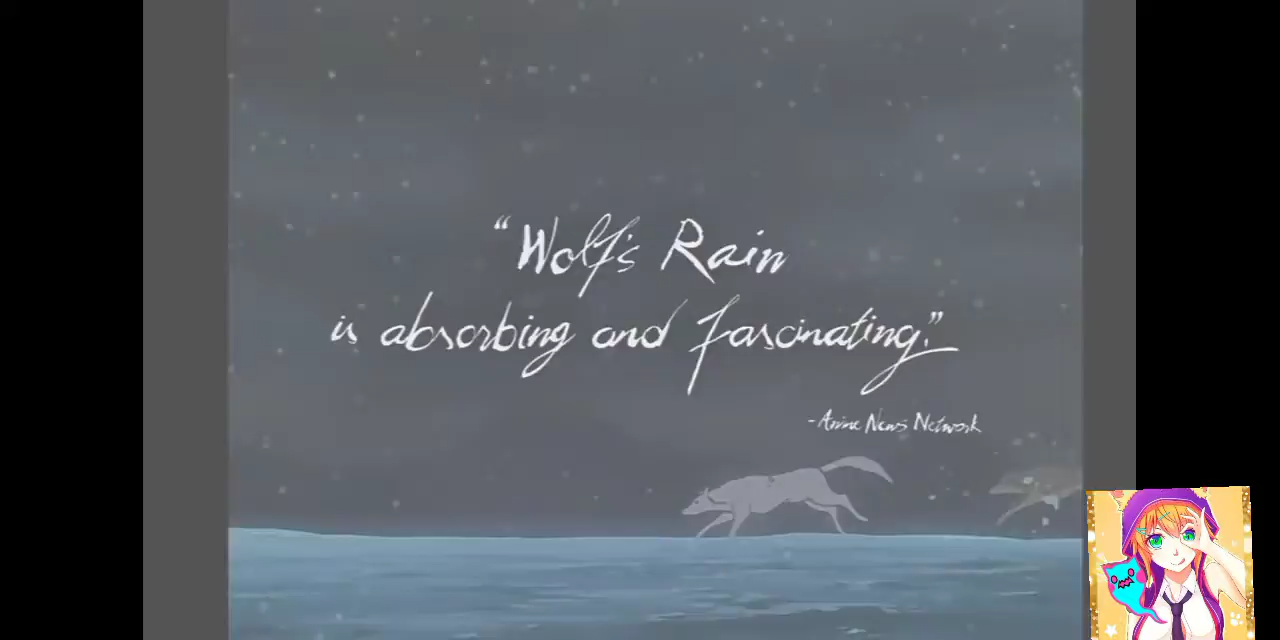 “Wolf's Rain
is absorbing and fascinating.”
-Anime News Network